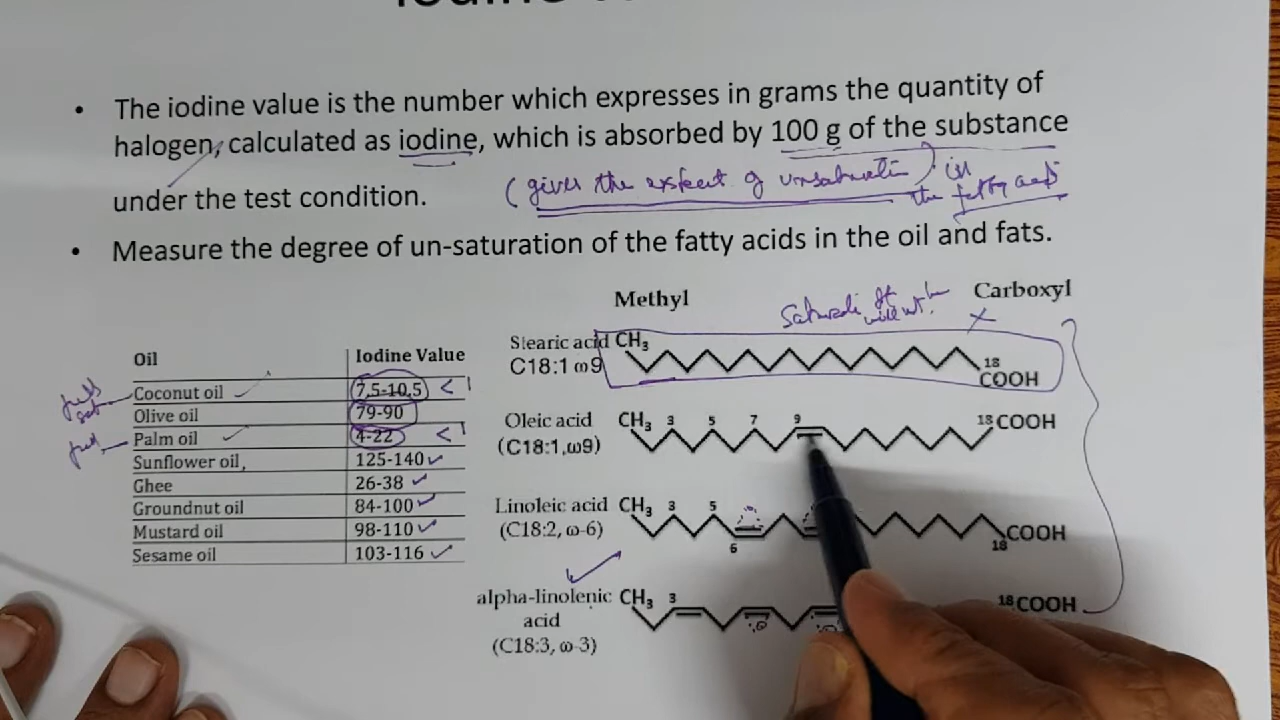 • The iodine value is the number which expresses in grams the quantity of
halogen, calculated as iodine, which is absorbed by 100 g of the substance
under the test condition. (gives the extent of unsaturation) in
the fatty acids
• Measure the degree of un-saturation of the fatty acids in the oil and fats.
Methyl Carboxyl
Oil Iodine Value
Coconut oil 7,5-10,5 <
Olive oil 79-90
Palm oil 4-22 <
Sunflower oil, 125-140 ✓
Ghee 26-38 ✓
Groundnut oil 84-100 ✓
Mustard oil 98-110 ✓
Sesame oil 103-116 ✓
Stearic acid CH3
C18:1 ω9 18 COOH
Oleic acid CH3 3 5 7 9 18COOH
(C18:1,ω9)
Linoleic acid CH3 3 5
(C18:2, ω-6) 6 18 COOH
alpha-linolenic CH3 3 18COOH
acid
(C18:3, ω-3)